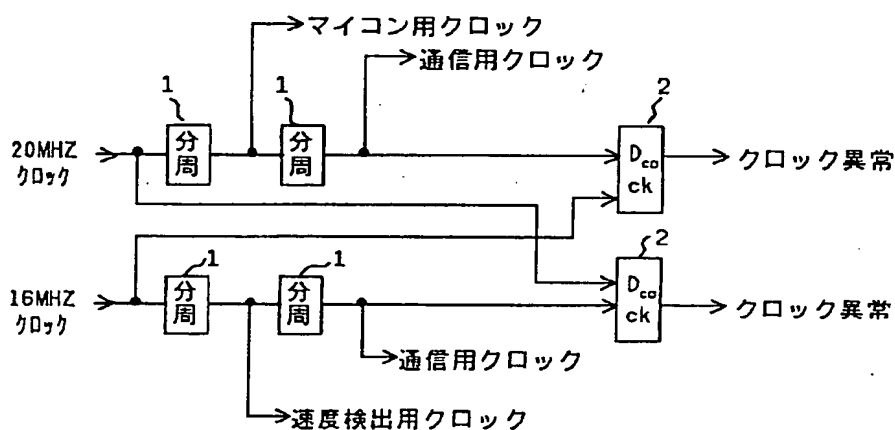 マイコン用クロック
通信用クロック
1
1
2
20MHZ
クロック
分周
分周
Dco
ck
クロック異常
1
1
2
16MHZ
クロック
分周
分周
Dco
ck
クロック異常
通信用クロック
速度検出用クロック